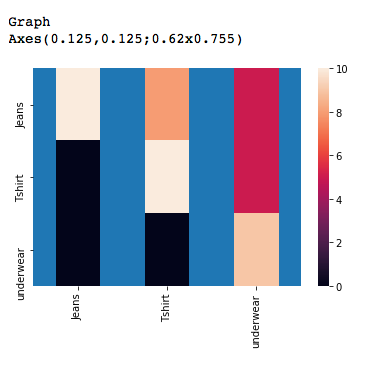 Graph
Axes(0.125,0.125;0.62x0.755)
Jeans
Tshirt
underwear
Jeans
Tshirt
underwear
10
8
6
4
2
0